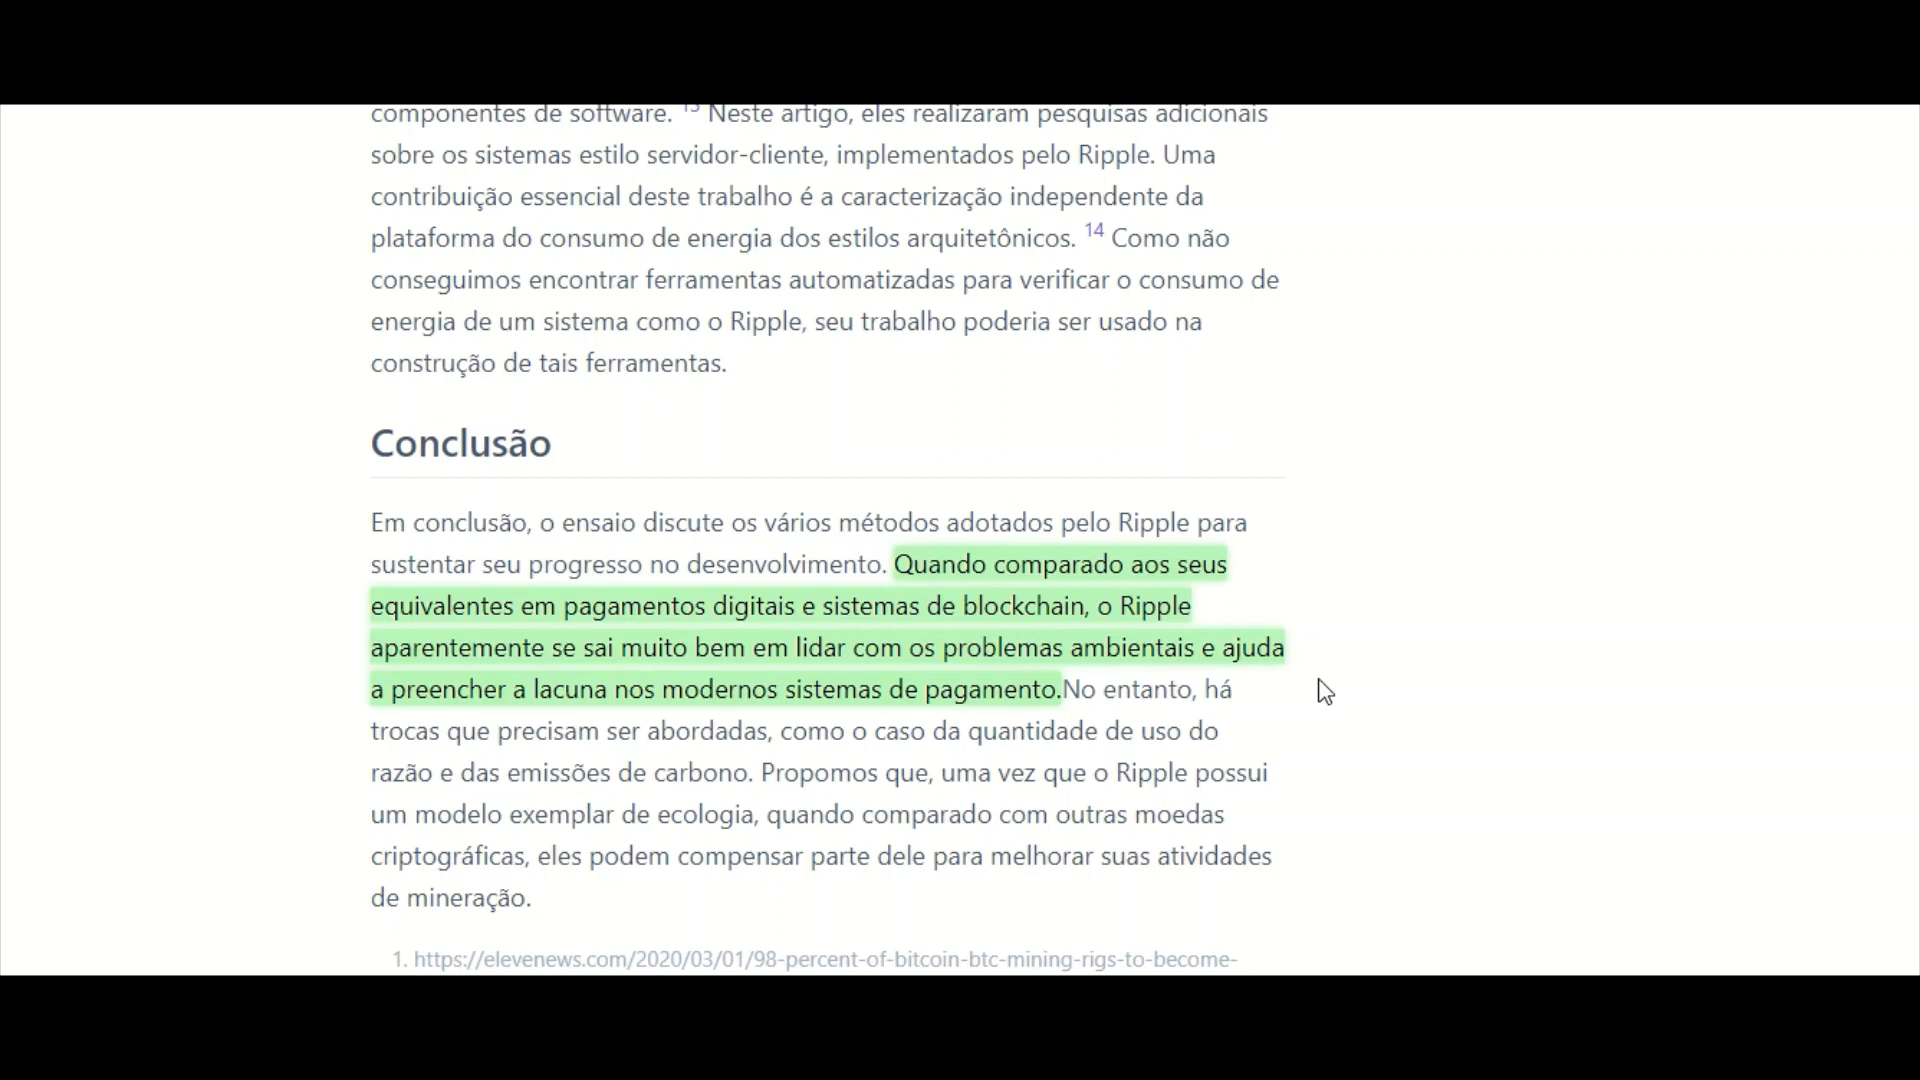 componentes de software. 13 Neste artigo, eles realizaram pesquisas adicionais
sobre os sistemas estilo servidor-cliente, implementados pelo Ripple. Uma
contribuição essencial deste trabalho é a caracterização independente da
plataforma do consumo de energia dos estilos arquitetônicos. 14 Como não
conseguimos encontrar ferramentas automatizadas para verificar o consumo de
energia de um sistema como o Ripple, seu trabalho poderia ser usado na
construção de tais ferramentas.
Conclusão
Em conclusão, o ensaio discute os vários métodos adotados pelo Ripple para
sustentar seu progresso no desenvolvimento. Quando comparado aos seus
equivalentes em pagamentos digitais e sistemas de blockchain, o Ripple
aparentemente se sai muito bem em lidar com os problemas ambientais e ajuda
a preencher a lacuna nos modernos sistemas de pagamento.No entanto, há
trocas que precisam ser abordadas, como o caso da quantidade de uso do
razão e das emissões de carbono. Propomos que, uma vez que o Ripple possui
um modelo exemplar de ecologia, quando comparado com outras moedas
criptográficas, eles podem compensar parte dele para melhorar suas atividades
de mineração.
1. https://elevenews.com/2020/03/01/98-percent-of-bitcoin-btc-mining-rigs-to-become-